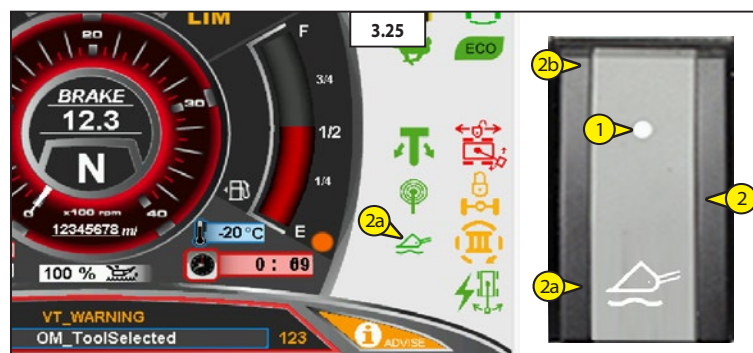 LIM
3.25
F
ECO
20
3/4
BRAKE
12.3
30
1/2
N
1/4
0
x100 rpm
40
E
12345678 mi
-20 °C
100 %
0 : 69
VT_WARNING
OM_ToolSelected
123
i
ADVISE
2a
2b
1
2
2a